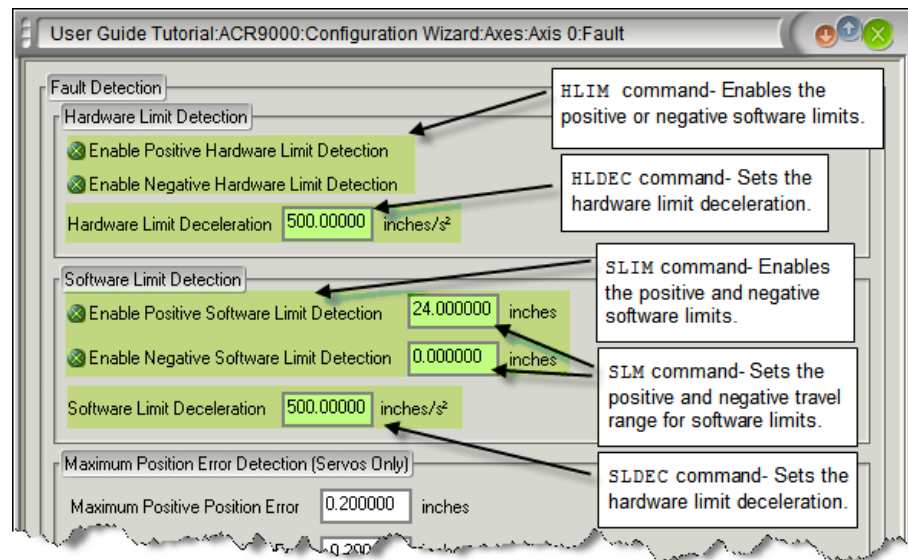 User Guide Tutorial:ACR9000:Configuration Wizard:Axes:Axis 0:Fault
Fault Detection
Hardware Limit Detection
Enable Positive Hardware Limit Detection
Enable Negative Hardware Limit Detection
Hardware Limit Deceleration 500.00000 inches/s²
HLIM command- Enables the
positive or negative software limits.
HLDEC command- Sets the
hardware limit deceleration.
Software Limit Detection
Enable Positive Software Limit Detection 24.000000 inches
Enable Negative Software Limit Detection 0.000000 inches
Software Limit Deceleration 500.00000 inches/s²
SLIM command- Enables
the positive and negative
software limits.
SLM command- Sets the
positive and negative travel
range for software limits.
SLDEC command- Sets the
hardware limit deceleration.
Maximum Position Error Detection (Servos Only)
Maximum Positive Position Error 0.200000 inches